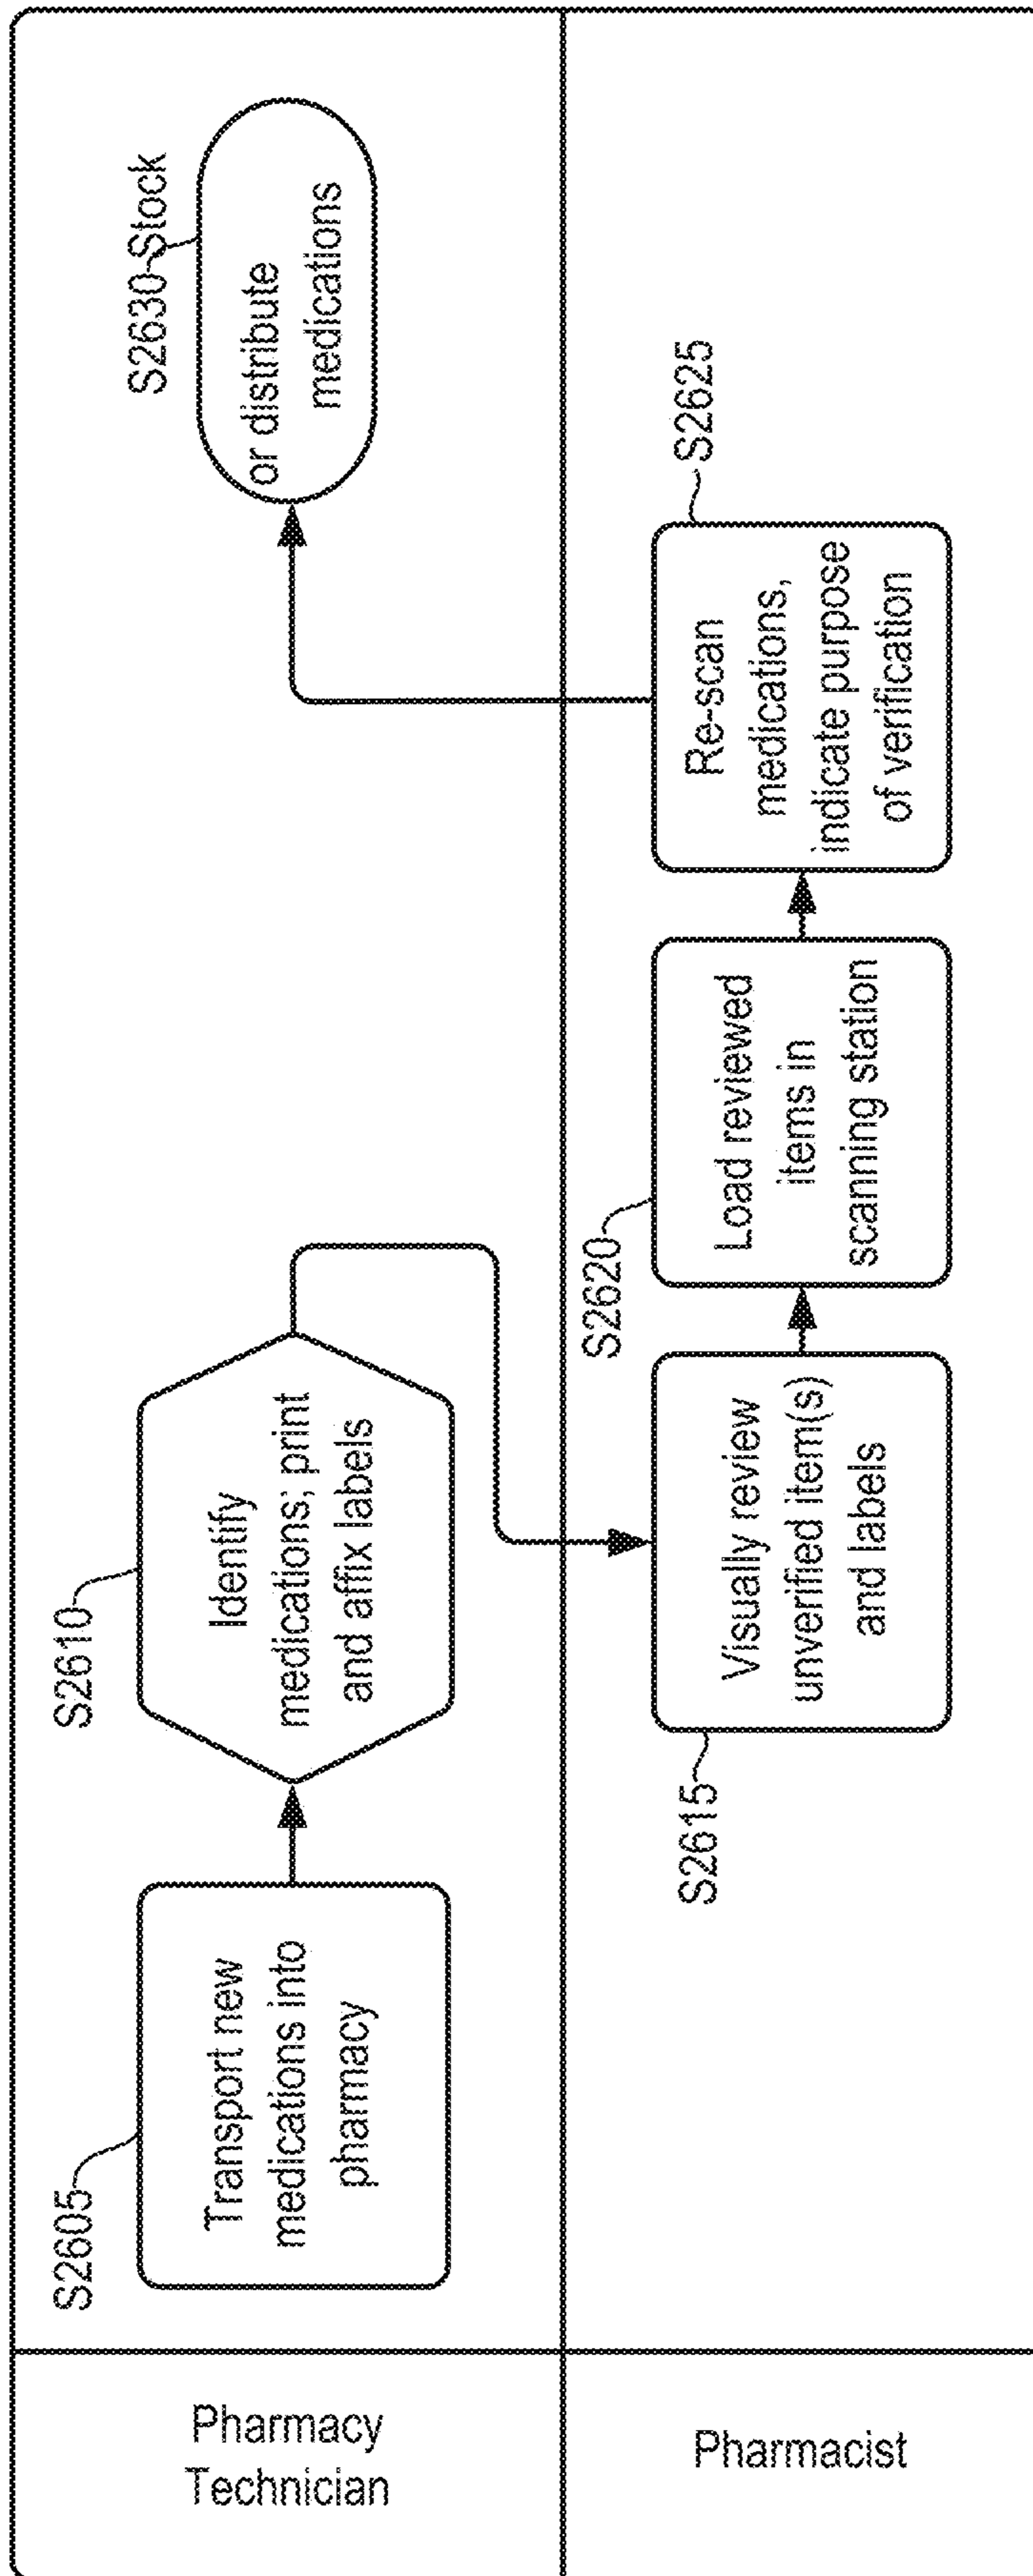 Pharmacy
Technician
S2605
Transport new
medications into
pharmacy
S2610
Identify
medications; print
and affix labels
S2630 Stock
or distribute
medications
Pharmacist
S2615
Visually review
unverified item(s)
and labels
S2620
Load reviewed
items in
scanning station
S2625
Re-scan
medications,
indicate purpose
of verification